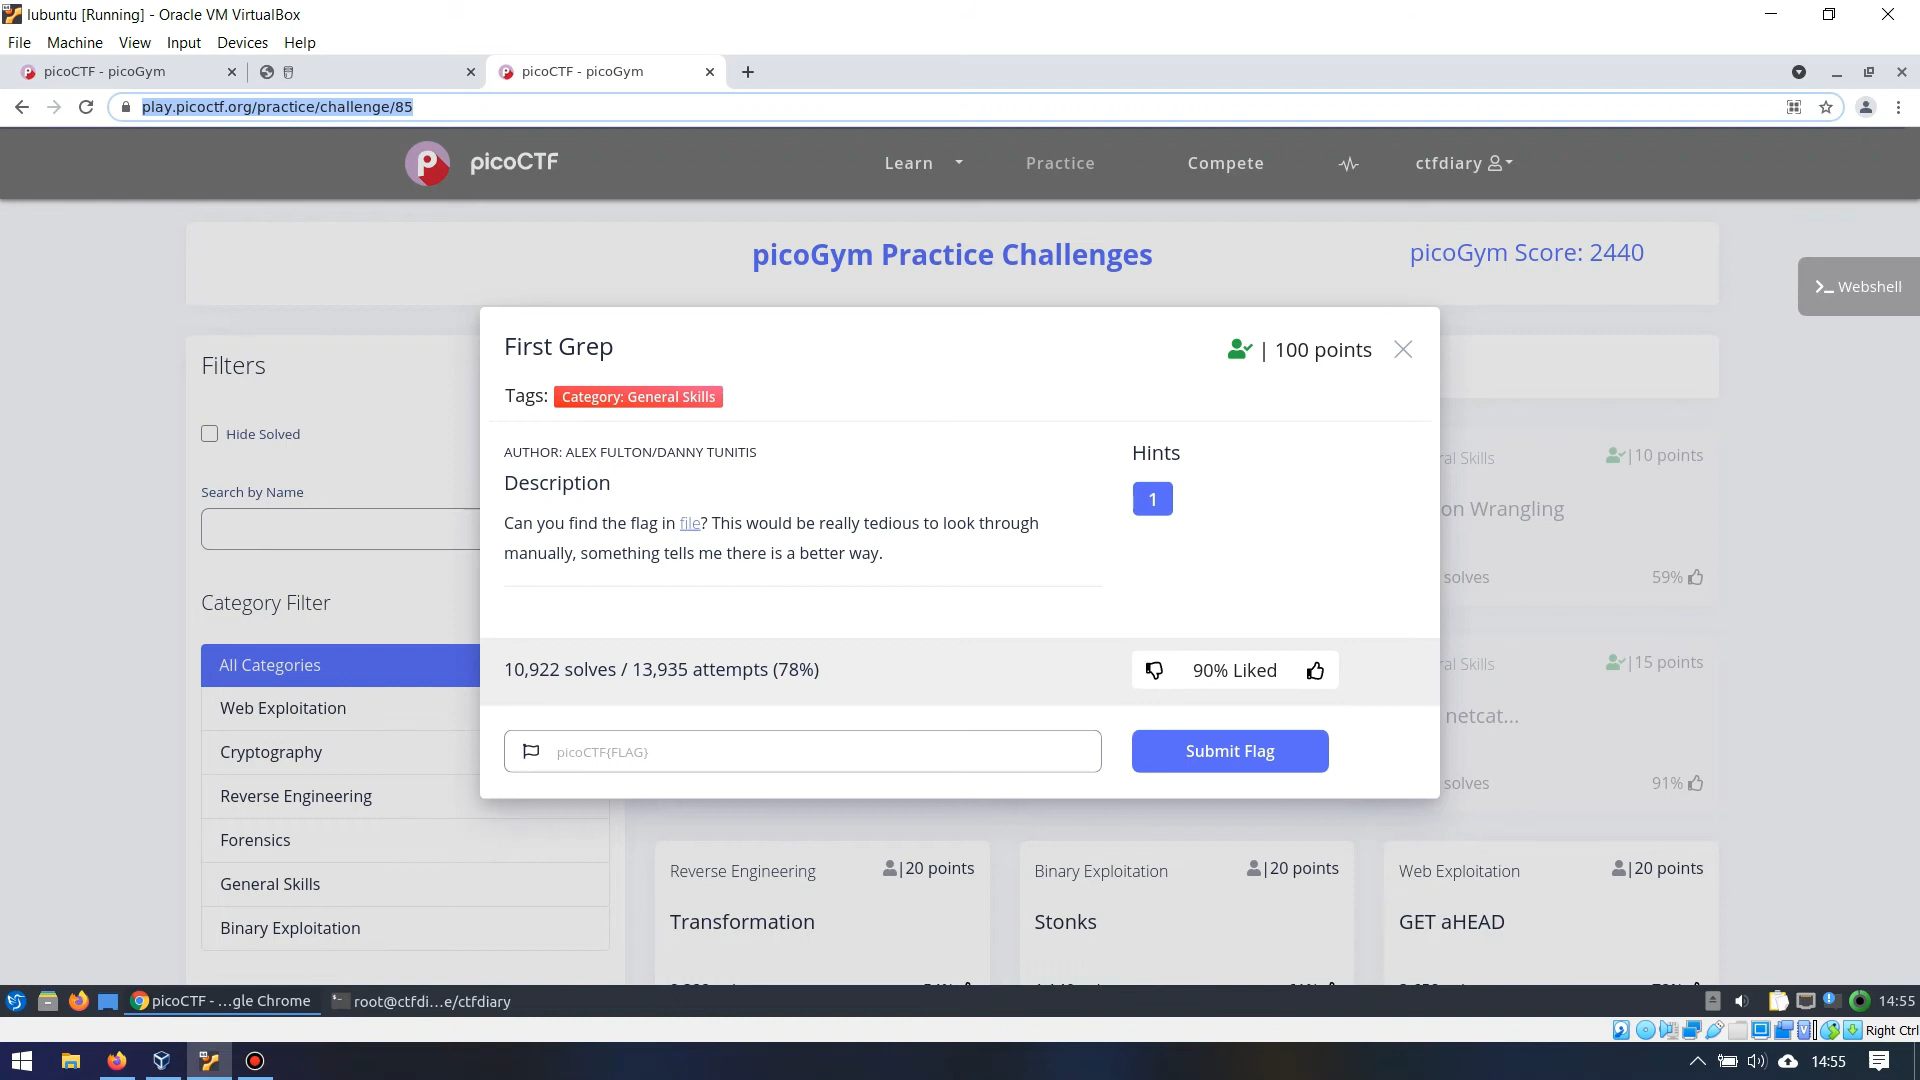 lubuntu [Running] - Oracle VM VirtualBox
File Machine View Input Devices Help
picoCTF - picoGym
picoCTF - picoGym
play.picoctf.org/practice/challenge/85
picoCTF
Learn
Practice
Compete
ctfdiary
picoGym Practice Challenges
picoGym Score: 2440
Webshell
Filters
Hide Solved
Search by Name
Category Filter
All Categories
Web Exploitation
Cryptography
Reverse Engineering
Forensics
General Skills
Binary Exploitation
First Grep
| 100 points
Tags: Category: General Skills
AUTHOR: ALEX FULTON/DANNY TUNITIS
Description
Can you find the flag in file? This would be really tedious to look through
manually, something tells me there is a better way.
Hints
1
10,922 solves / 13,935 attempts (78%)
90% Liked
picoCTF{FLAG}
Submit Flag
ral Skills
|10 points
on Wrangling
solves
59%
ral Skills
|15 points
netcat...
solves
91%
Reverse Engineering
|20 points
Transformation
Binary Exploitation
|20 points
Stonks
Web Exploitation
|20 points
GET aHEAD
picoCTF - ...gle Chrome
root@ctfdi...e/ctfdiary
14:55
Right Ctrl
14:55